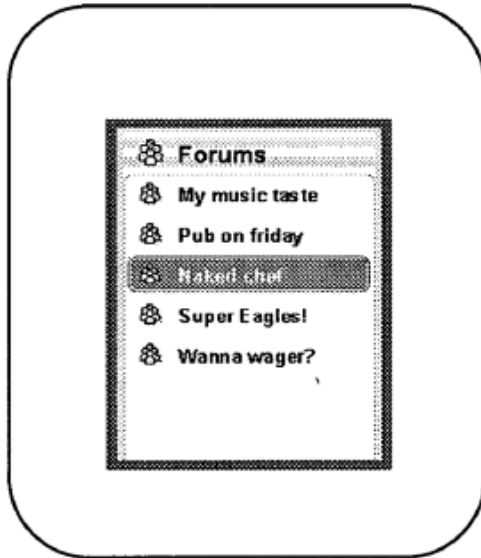 Forums
My music taste
Pub on friday
Naked chef
Super Eagles!
Wanna wager?